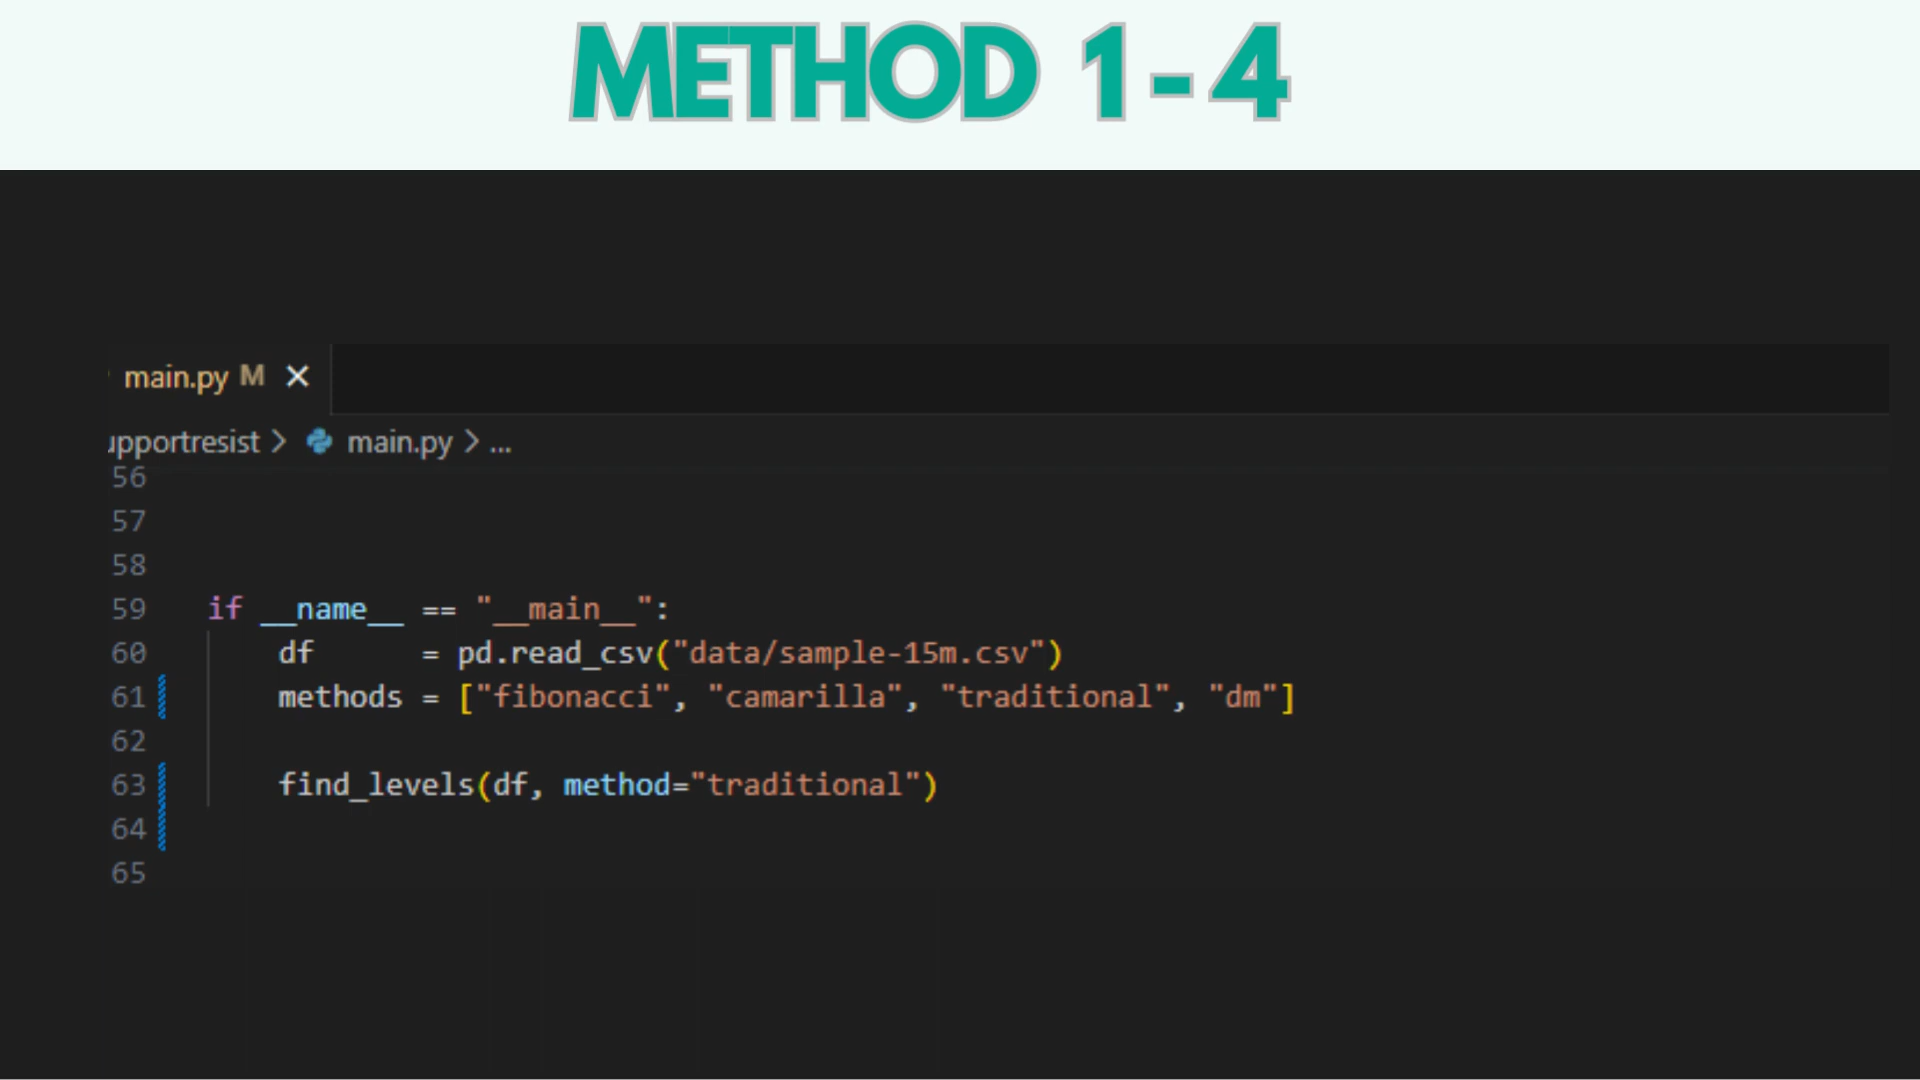 METHOD 1-4
main.py M ×
upportresist > main.py > ...
56
57
58
59 if __name__ == "__main__":
60 df = pd.read_csv("data/sample-15m.csv")
61 methods = ["fibonacci", "camarilla", "traditional", "dm"]
62
63 find_levels(df, method="traditional")
64
65